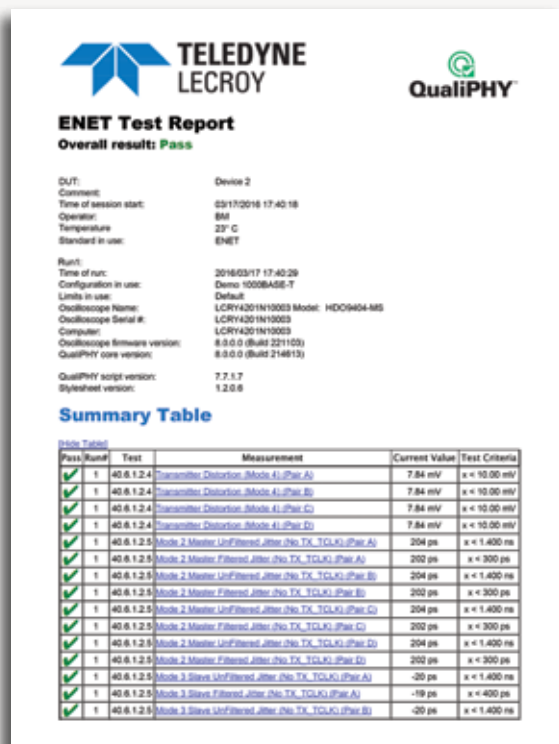 TELEDYNE
LECROY
QualiPHY
ENET Test Report
Overall result: Pass
DUT: Device 2
Comment:
Time of session start: 03/17/2016 17:40:18
Operator: BM
Temperature 23° C
Standard in use: ENET
Run1:
Time of run: 2016/03/17 17:40:29
Configuration in use: Demo 1000BASE-T
Limits in use: Default
Oscilloscope Name: LCRY4201N10003 Model: HDO9404-MS
Oscilloscope Serial #: LCRY4201N10003
Computer: LCRY4201N10003
Oscilloscope firmware version: 8.0.0.0 (Build 221103)
QualiPHY core version: 8.0.0.0 (Build 214613)
QualiPHY script version: 7.7.1.7
Stylesheet version: 1.2.0.6
Summary Table
[Hide Table]
Pass Run# Test Measurement Current Value Test Criteria
1 40.6.1.2.4 Transmitter Distortion (Mode 4) (Pair A) 7.84 mV x < 10.00 mV
1 40.6.1.2.4 Transmitter Distortion (Mode 4) (Pair B) 7.84 mV x < 10.00 mV
1 40.6.1.2.4 Transmitter Distortion (Mode 4) (Pair C) 7.84 mV x < 10.00 mV
1 40.6.1.2.4 Transmitter Distortion (Mode 4) (Pair D) 7.84 mV x < 10.00 mV
1 40.6.1.2.5 Mode 2 Master UnFiltered Jitter (No TX_TCLK) (Pair A) 204 ps x < 1.400 ns
1 40.6.1.2.5 Mode 2 Master Filtered Jitter (No TX_TCLK) (Pair A) 202 ps x < 300 ps
1 40.6.1.2.5 Mode 2 Master UnFiltered Jitter (No TX_TCLK) (Pair B) 204 ps x < 1.400 ns
1 40.6.1.2.5 Mode 2 Master Filtered Jitter (No TX_TCLK) (Pair B) 202 ps x < 300 ps
1 40.6.1.2.5 Mode 2 Master UnFiltered Jitter (No TX_TCLK) (Pair C) 204 ps x < 1.400 ns
1 40.6.1.2.5 Mode 2 Master Filtered Jitter (No TX_TCLK) (Pair C) 202 ps x < 300 ps
1 40.6.1.2.5 Mode 2 Master UnFiltered Jitter (No TX_TCLK) (Pair D) 204 ps x < 1.400 ns
1 40.6.1.2.5 Mode 2 Master Filtered Jitter (No TX_TCLK) (Pair D) 202 ps x < 300 ps
1 40.6.1.2.5 Mode 3 Slave UnFiltered Jitter (No TX_TCLK) (Pair A) -20 ps x < 1.400 ns
1 40.6.1.2.5 Mode 3 Slave Filtered Jitter (No TX_TCLK) (Pair A) -19 ps x < 400 ps
1 40.6.1.2.5 Mode 3 Slave UnFiltered Jitter (No TX_TCLK) (Pair B) -20 ps x < 1.400 ns